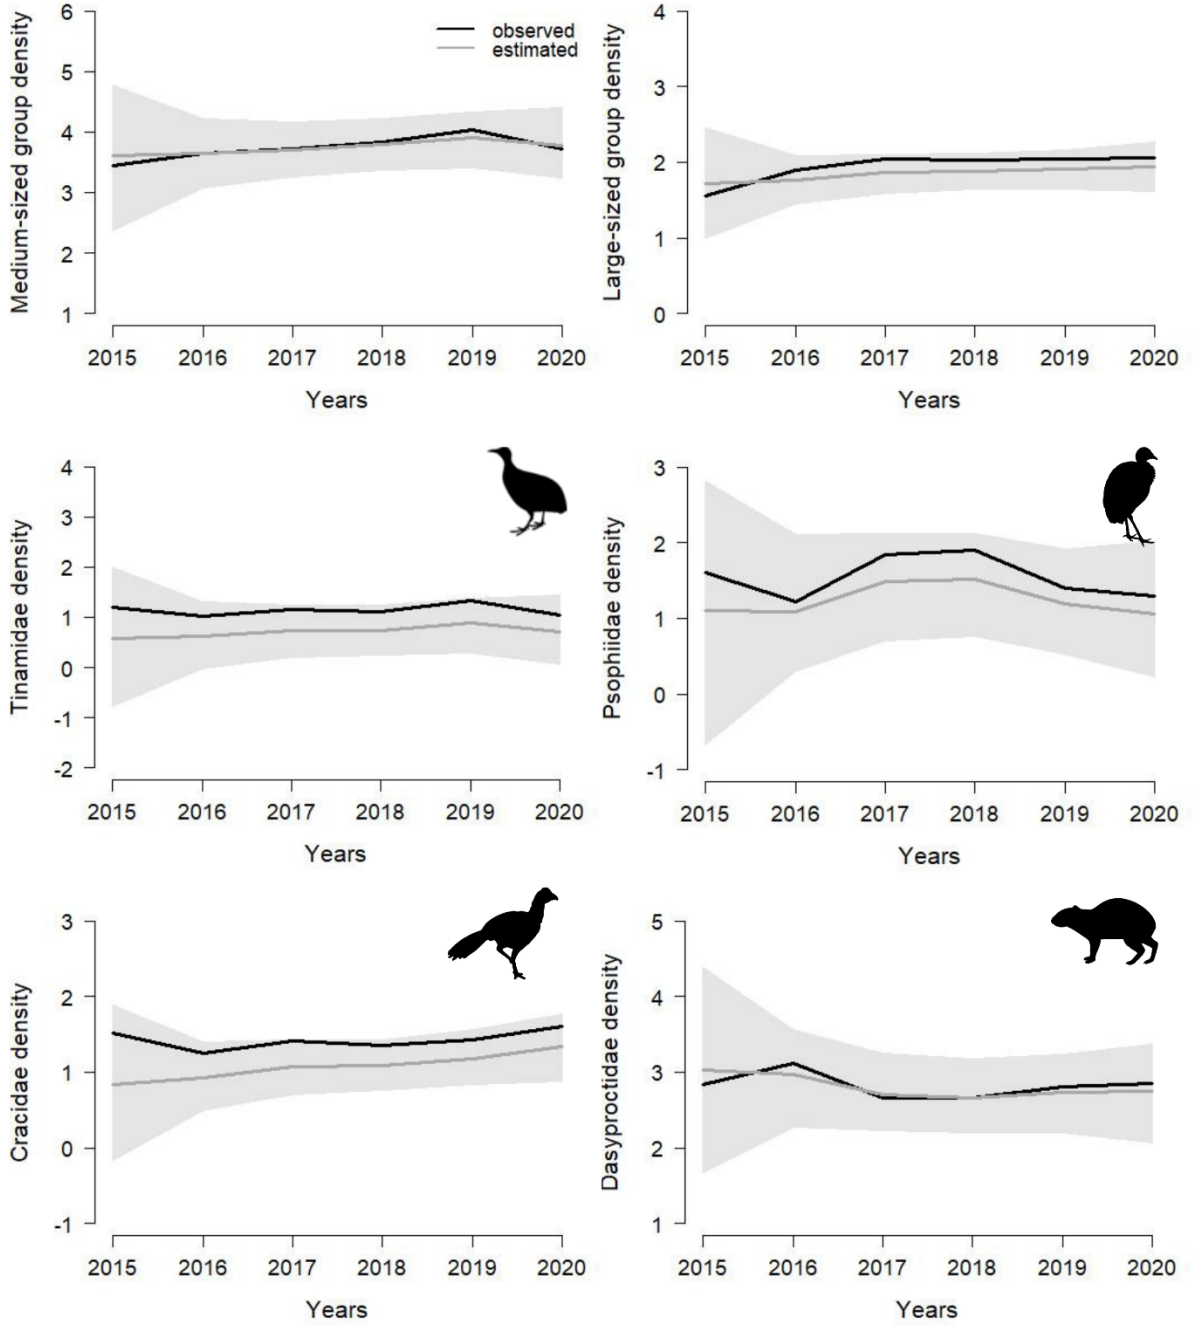 Medium-sized group density
6
5
4
3
2
1
observed
estimated
2015 2016 2017 2018 2019 2020
Years
Large-sized group density
4
3
2
1
0
2015 2016 2017 2018 2019 2020
Years
Tinamidae density
4
3
2
1
0
-1
-2
2015 2016 2017 2018 2019 2020
Years
Psophiidae density
3
2
1
0
-1
2015 2016 2017 2018 2019 2020
Years
Cracidae density
3
2
1
0
-1
2015 2016 2017 2018 2019 2020
Years
Dasyproctidae density
5
4
3
2
1
2015 2016 2017 2018 2019 2020
Years